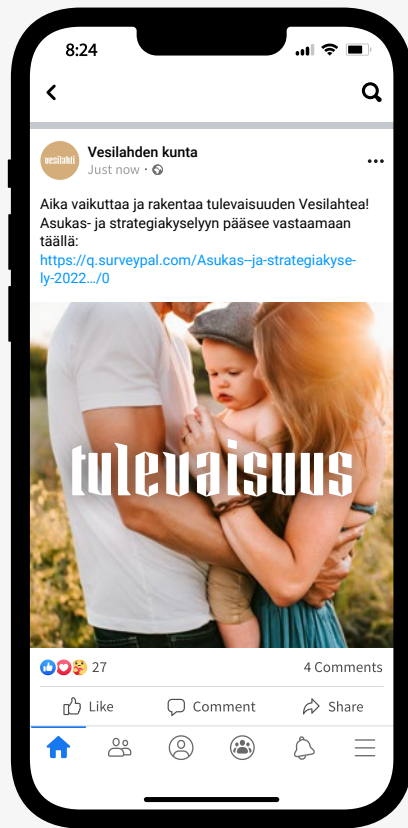 8:24
vesilahti
Vesilahden kunta
Just now ·
Aika vaikuttaa ja rakentaa tulevaisuuden Vesilahtea!
Asukas- ja strategiakyselyyn pääsee vastaamaan
täällä:
https://q.surveypal.com/Asukas--ja-strategiakyse-
ly-2022.../0
tulevaisuus
27
4 Comments
Like
Comment
Share